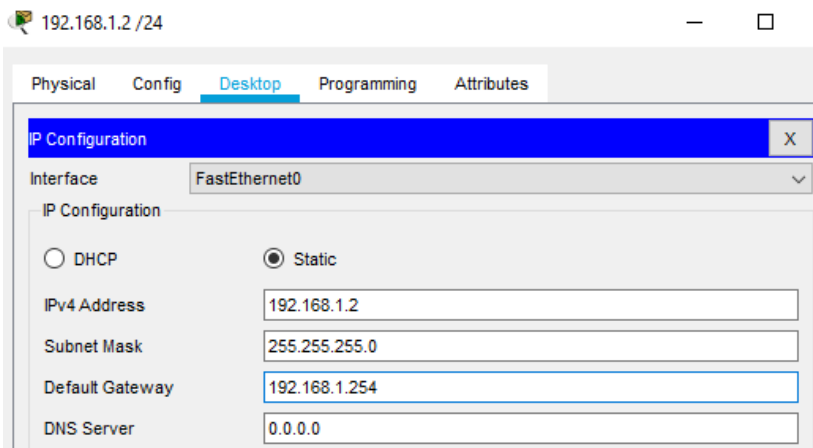 192.168.1.2 /24
Physical Config Desktop Programming Attributes
IP Configuration X
Interface FastEthernet0
IP Configuration
DHCP Static
IPv4 Address 192.168.1.2
Subnet Mask 255.255.255.0
Default Gateway 192.168.1.254
DNS Server 0.0.0.0